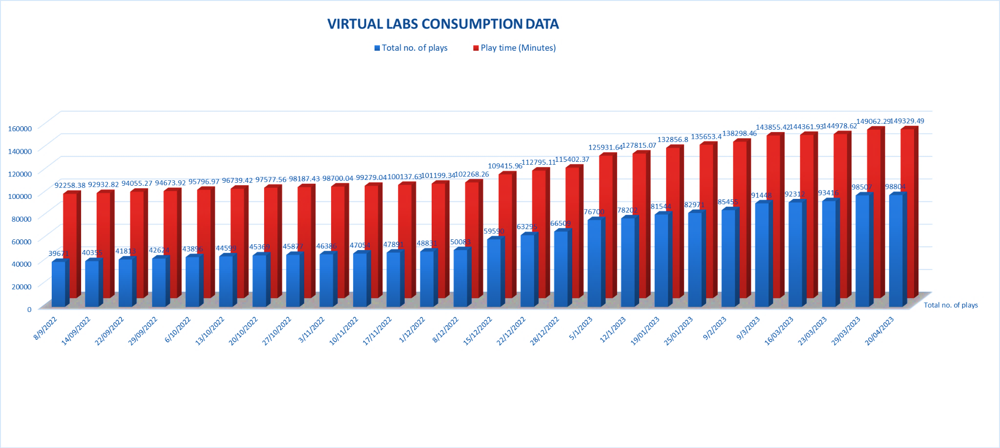 VIRTUAL LABS CONSUMPTION DATA
Total no. of plays Play time (Minutes)
160000
140000
120000
100000
80000
60000
40000
20000
0
92258.38 92932.82 94055.27 94673.92 95796.97 96739.42 97577.56 98187.43 98700.04 99279.04 100137.63 101199.34 102268.26 109415.96 112795.11 115402.37 125931.64 127815.07 132856.8 135653.4 138298.46 143855.42 144361.93 144978.62 149062.29 149329.49
39671 40355 41813 42624 43896 44599 45369 45877 46386 47054 47891 48831 50083 59590 63295 66509 76700 78202 81544 82971 85455 91448 92312 93416 98507 98804
Total no. of plays
8/9/2022 14/09/2022 22/09/2022 29/09/2022 6/10/2022 13/10/2022 20/10/2022 27/10/2022 3/11/2022 10/11/2022 17/11/2022 1/12/2022 8/12/2022 15/12/2022 22/12/2022 28/12/2022 5/1/2023 12/1/2023 19/01/2023 25/01/2023 9/2/2023 9/3/2023 16/03/2023 23/03/2023 29/03/2023 20/04/2023